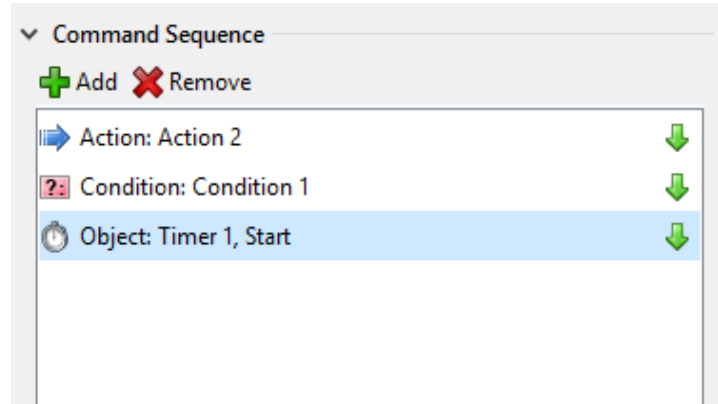 Command Sequence
Add Remove
Action: Action 2
?: Condition: Condition 1
Object: Timer 1, Start